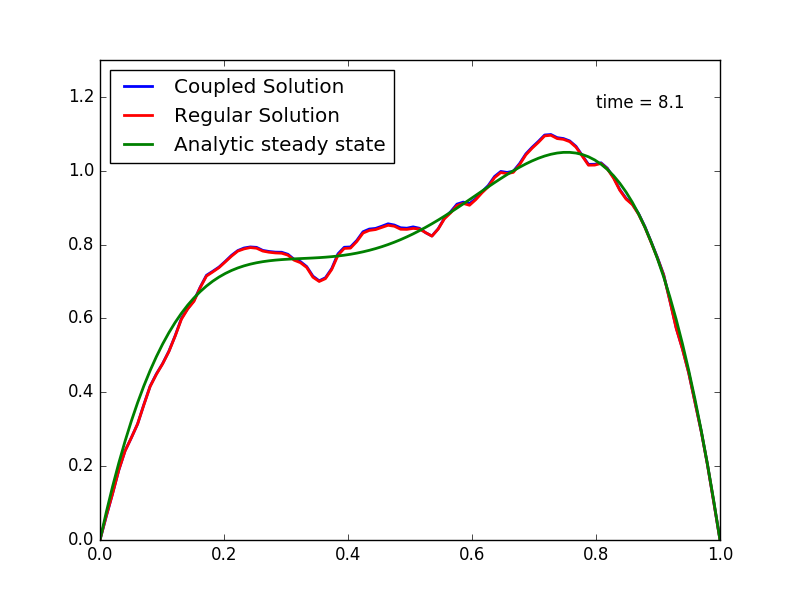 Coupled Solution
Regular Solution
Analytic steady state
time = 8.1
1.2
1.0
0.8
0.6
0.4
0.2
0.0
0.0 0.2 0.4 0.6 0.8 1.0